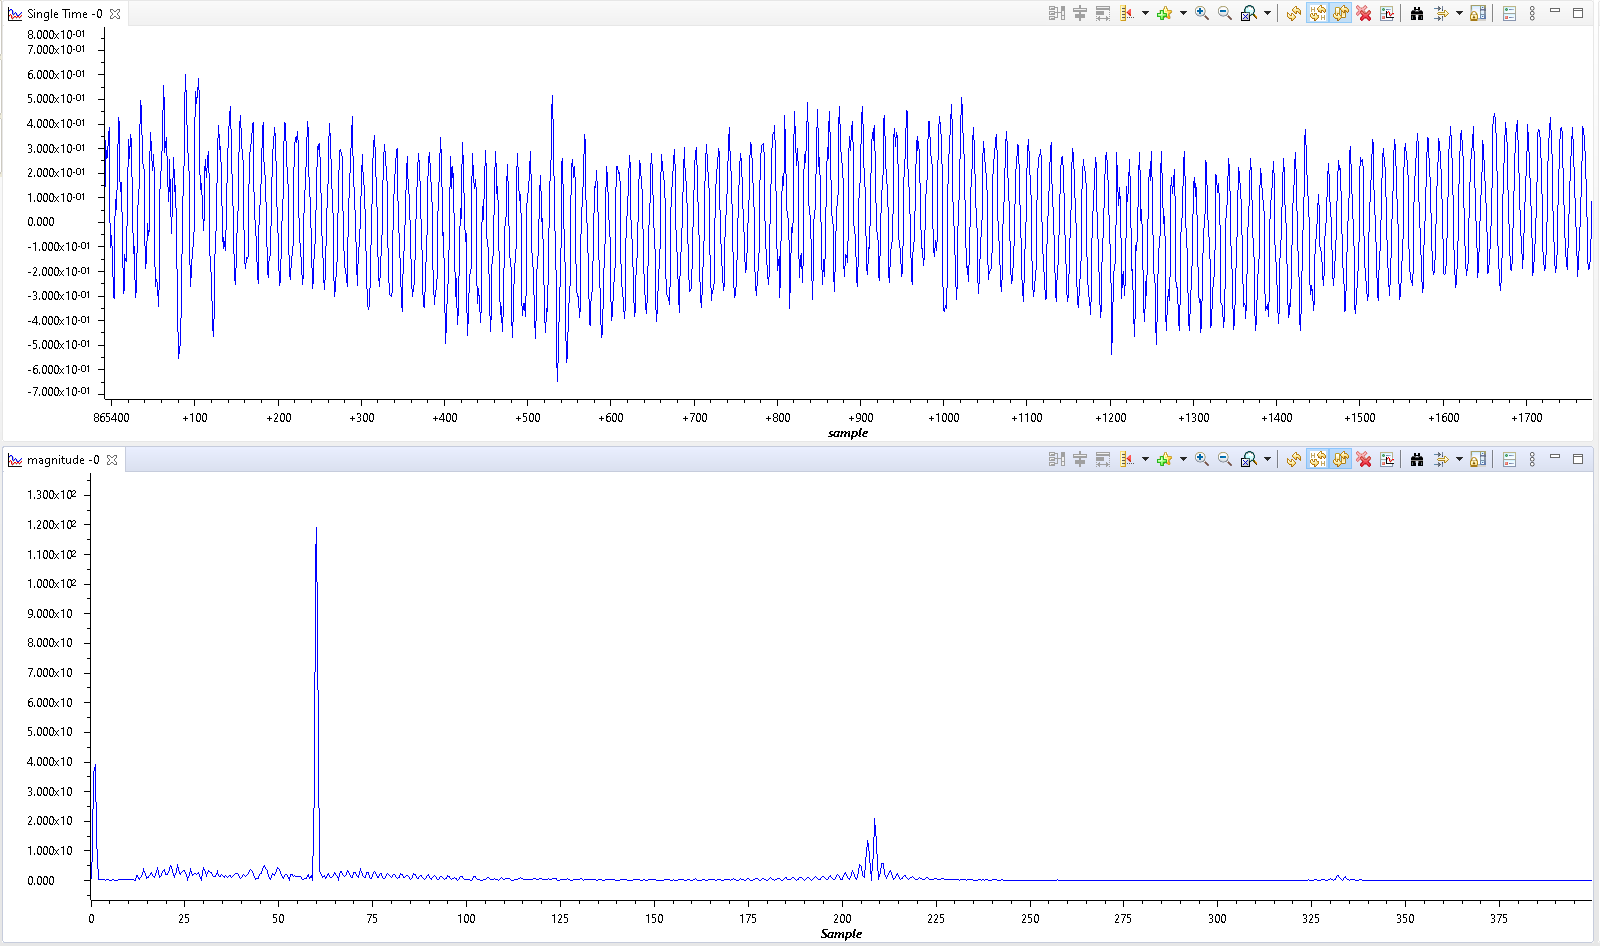 Single Time -0
8.000x10-01
7.000x10-01
6.000x10-01
5.000x10-01
4.000x10-01
3.000x10-01
2.000x10-01
1.000x10-01
0.000
-1.000x10-01
-2.000x10-01
-3.000x10-01
-4.000x10-01
-5.000x10-01
-6.000x10-01
-7.000x10-01
865400 +100 +200 +300 +400 +500 +600 +700 +800 +900 +1000 +1100 +1200 +1300 +1400 +1500 +1600 +1700
sample
magnitude -0
1.300x10²
1.200x10²
1.100x10²
1.000x10²
9.000x10
8.000x10
7.000x10
6.000x10
5.000x10
4.000x10
3.000x10
2.000x10
1.000x10
0.000
0 25 50 75 100 125 150 175 200 225 250 275 300 325 350 375
Sample